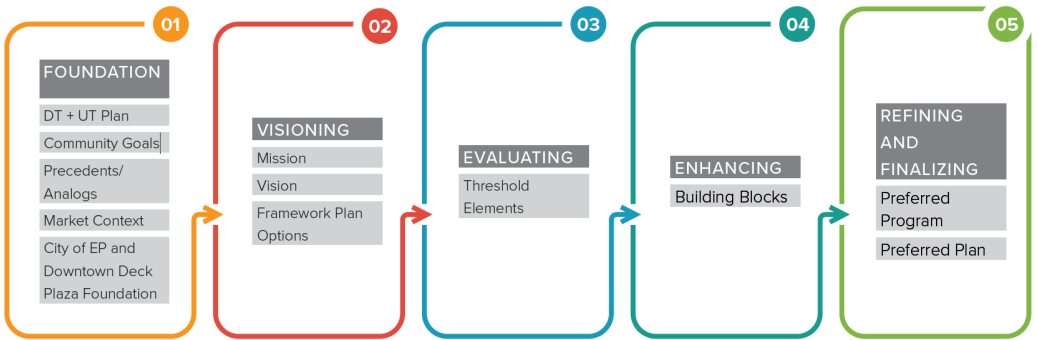 01
FOUNDATION
DT + UT Plan
Community Goals
Precedents/
Analogs
Market Context
City of EP and
Downtown Deck
Plaza Foundation
02
VISIONING
Mission
Vision
Framework Plan
Options
03
EVALUATING
Threshold
Elements
04
ENHANCING
Building Blocks
05
REFINING
AND
FINALIZING
Preferred
Program
Preferred Plan